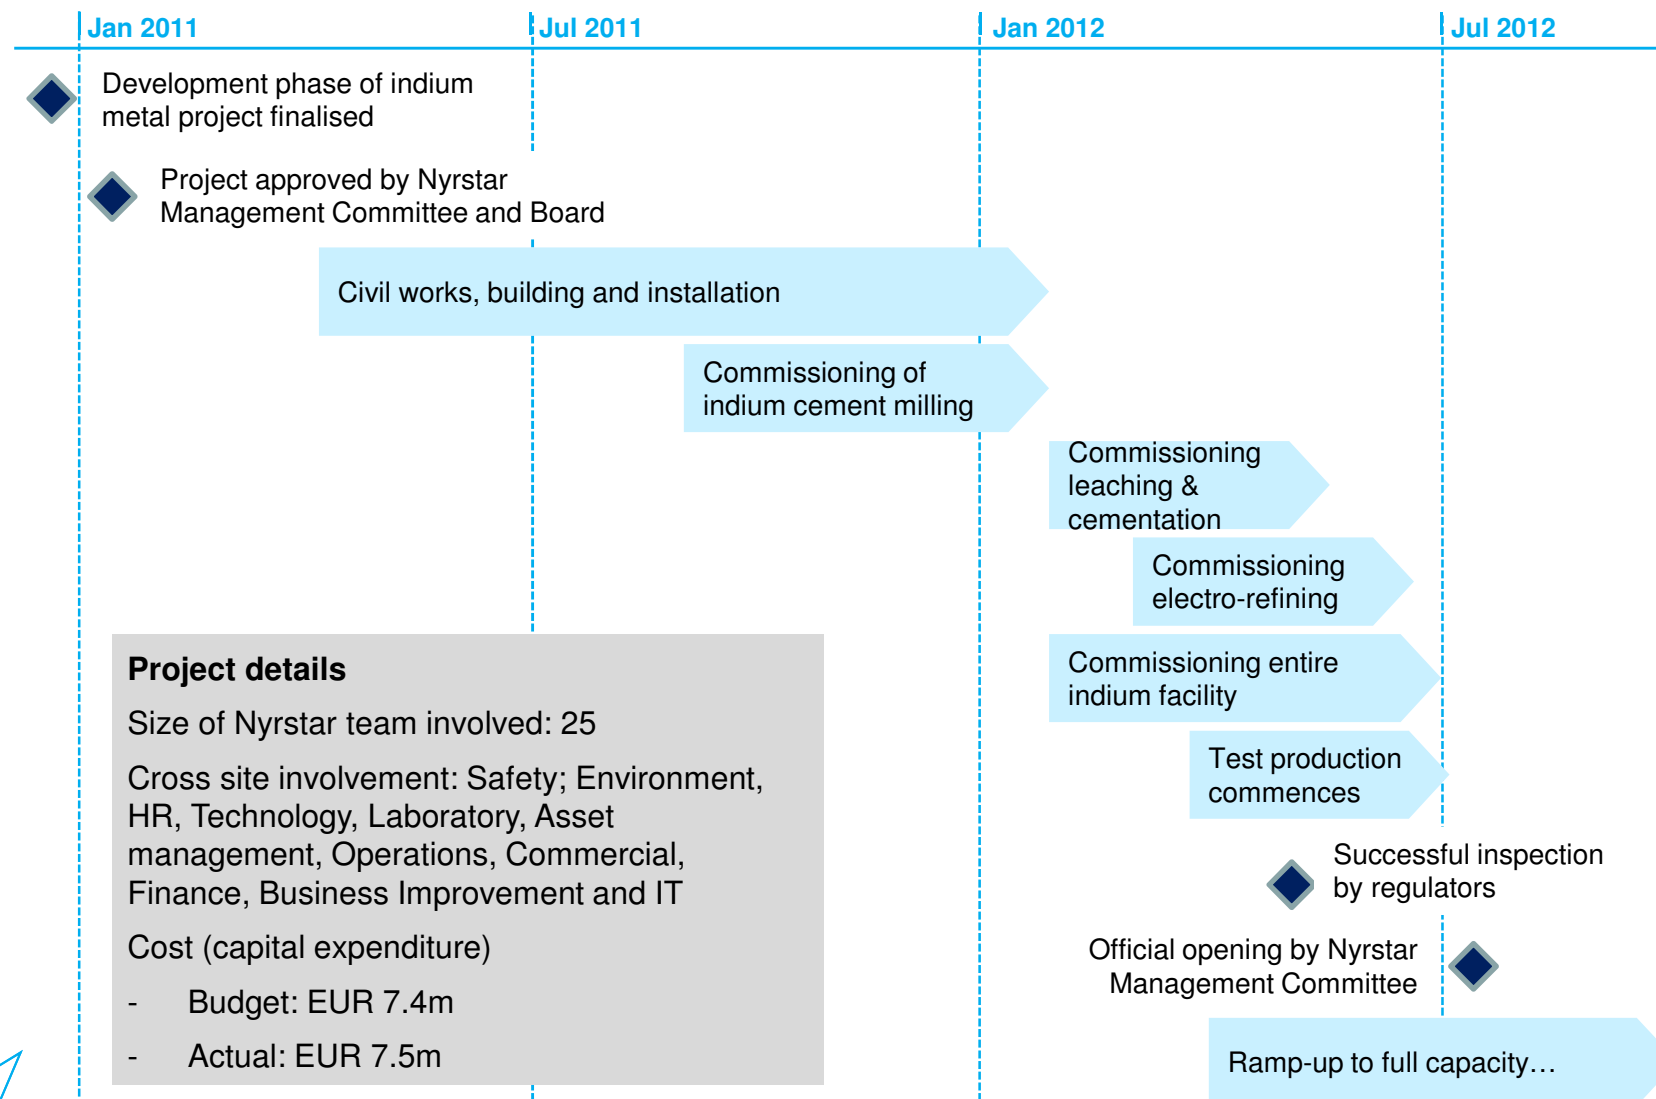 Jan 2011
Jul 2011
Jan 2012
Jul 2012
Development phase of indium
metal project finalised
Project approved by Nyrstar
Management Committee and Board
Civil works, building and installation
Commissioning of
indium cement milling
Commissioning
leaching &
cementation
Commissioning
electro-refining
Commissioning entire
indium facility
Test production
commences
Successful inspection
by regulators
Official opening by Nyrstar
Management Committee
Ramp-up to full capacity…
Project details
Size of Nyrstar team involved: 25
Cross site involvement: Safety; Environment,
HR, Technology, Laboratory, Asset
management, Operations, Commercial,
Finance, Business Improvement and IT
Cost (capital expenditure)
- Budget: EUR 7.4m
- Actual: EUR 7.5m